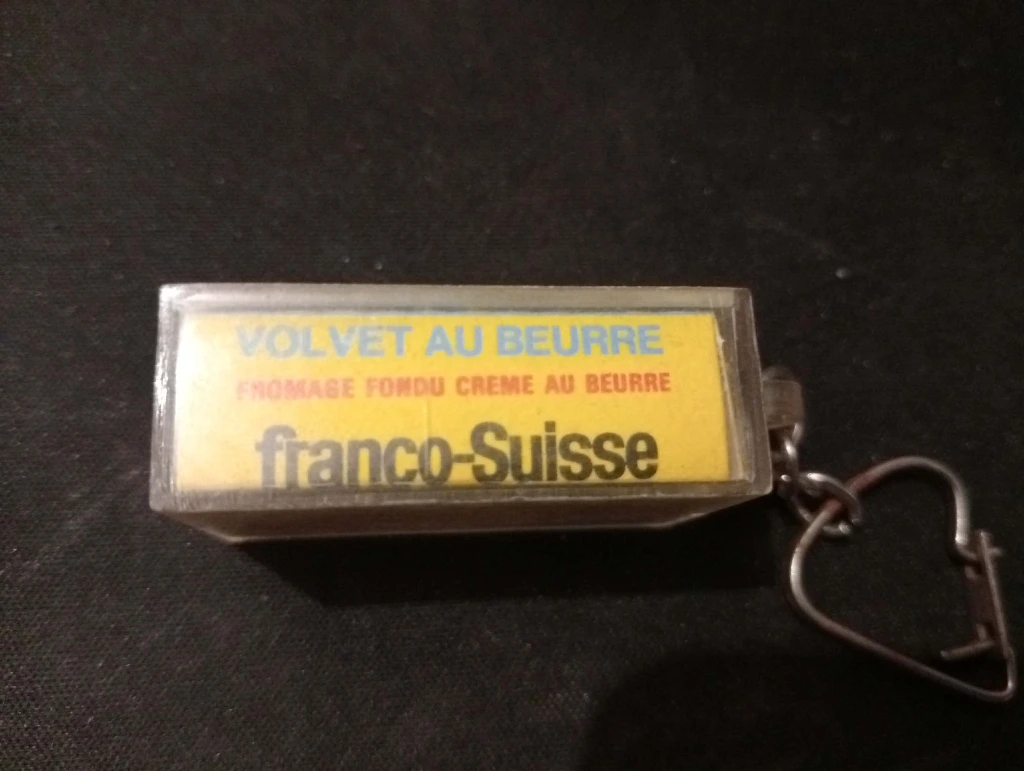 VOLVET AU BEURRE
FROMAGE FONDU CREME AU BEURRE
franco-Suisse